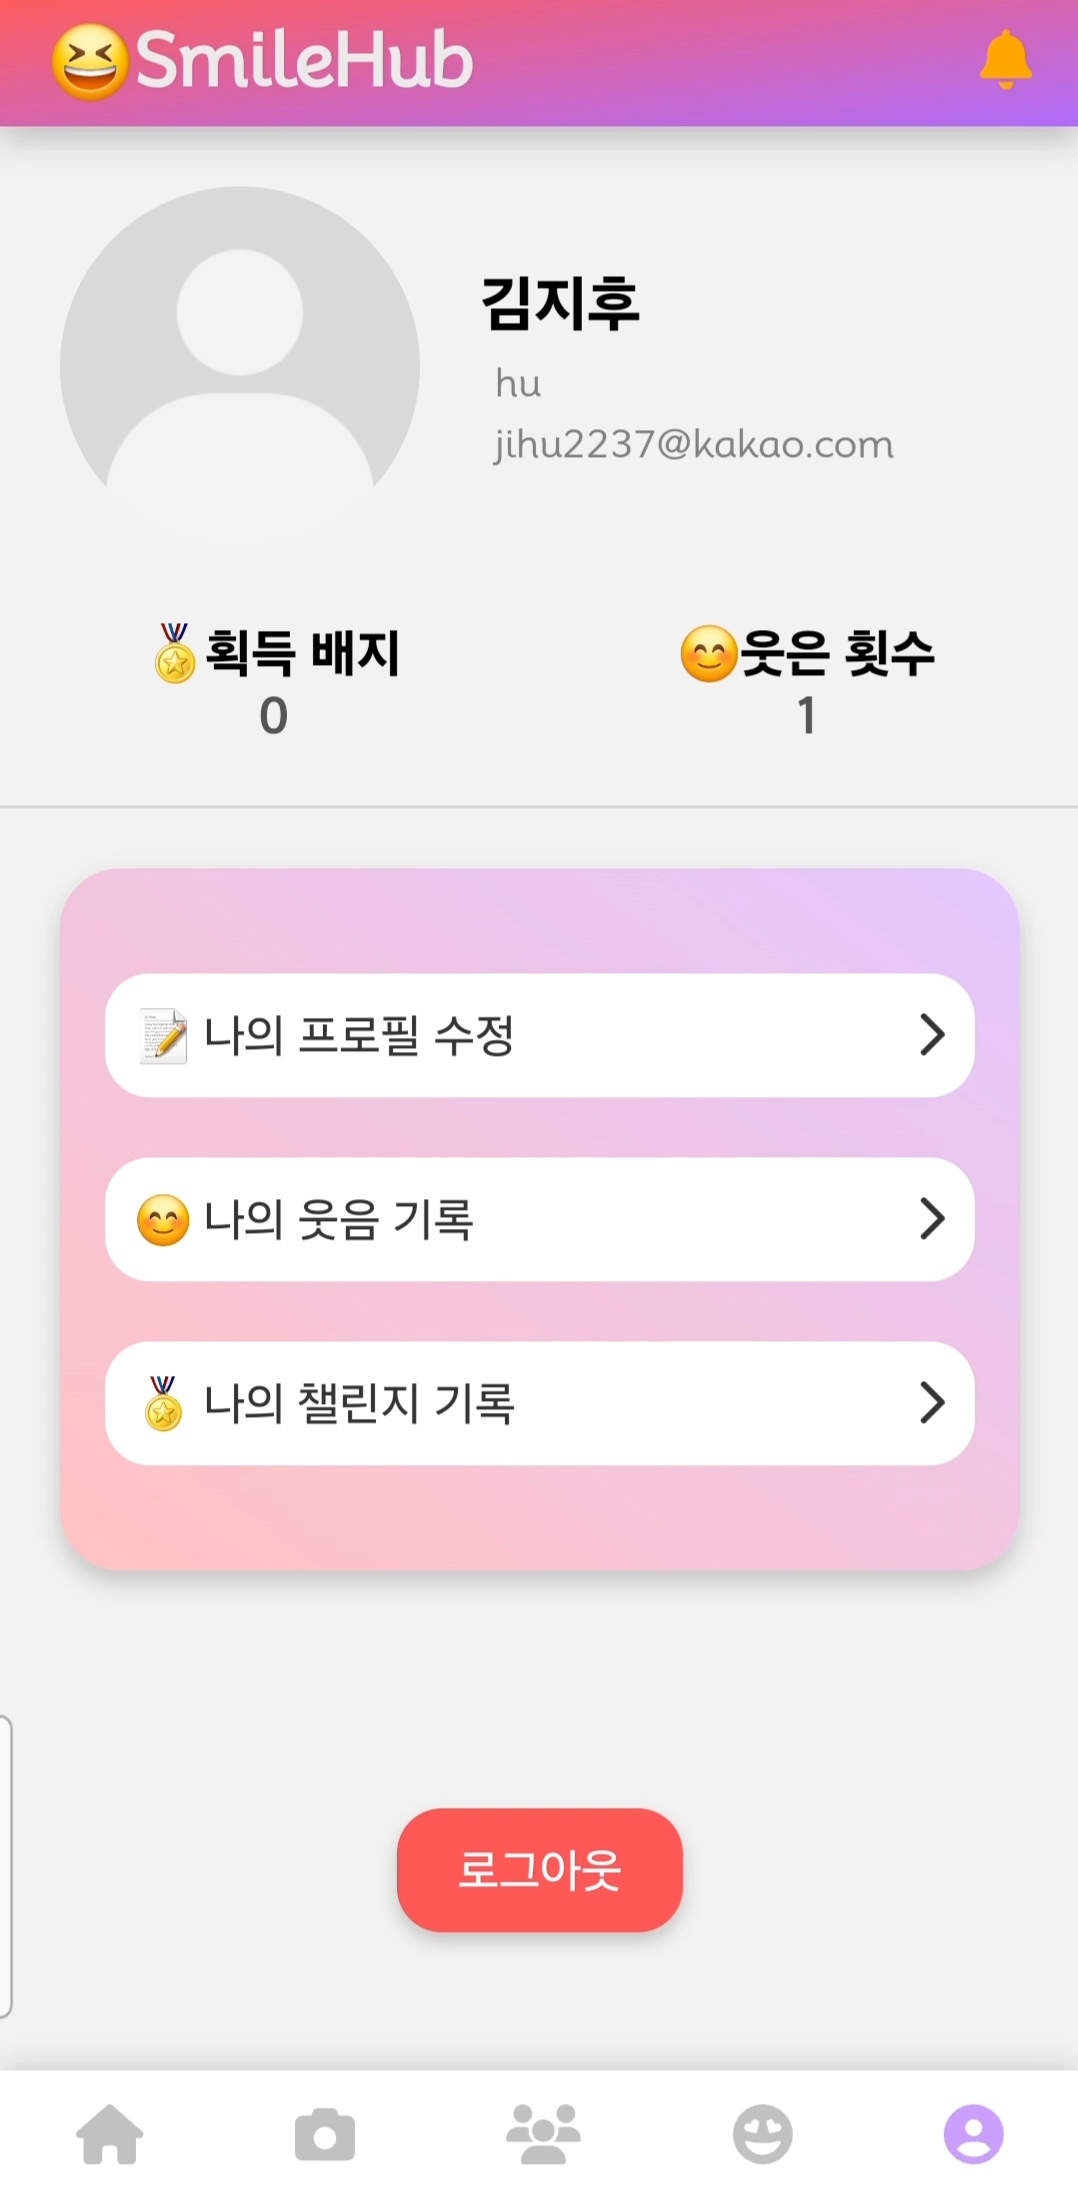 SmileHub
김지후
hu
jihu2237@kakao.com
획득 배지
0
웃은 횟수
1
나의 프로필 수정
나의 웃음 기록
나의 챌린지 기록
로그아웃